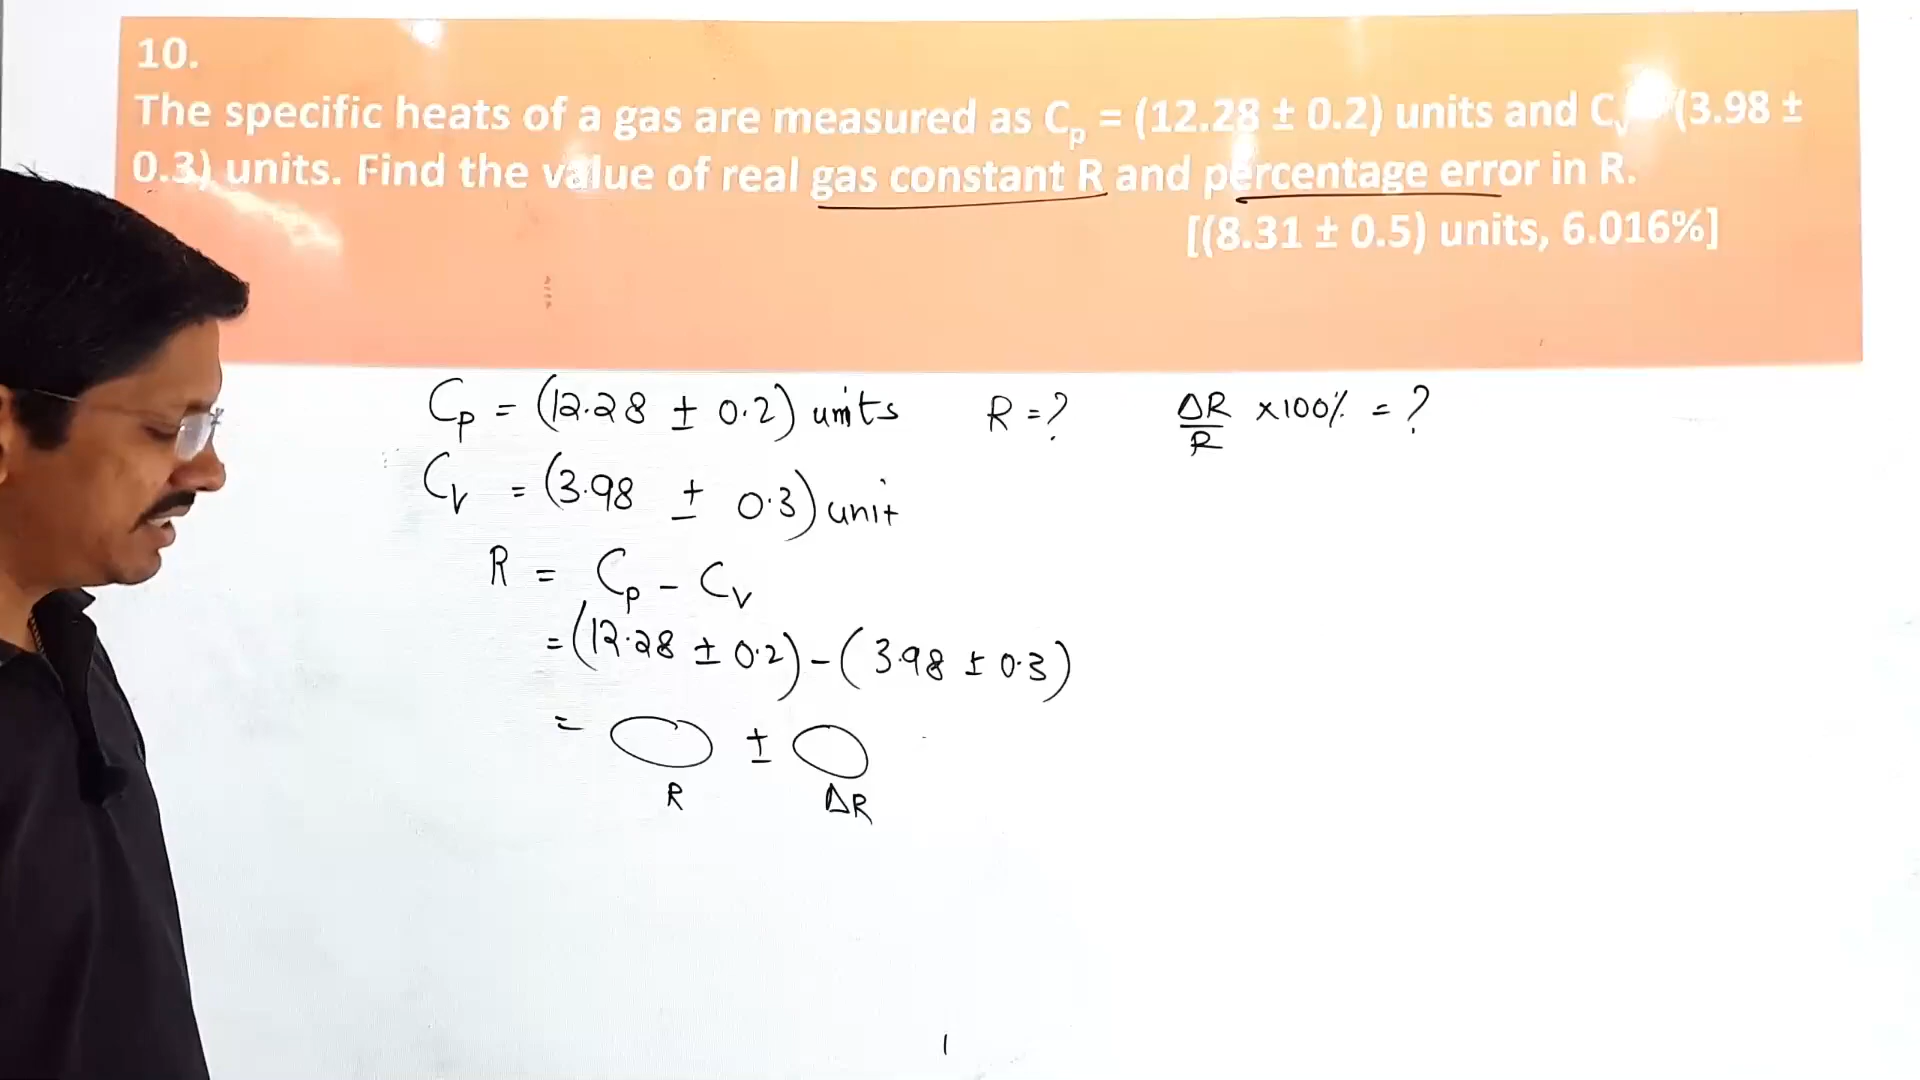 10.
The specific heats of a gas are measured as Cp = (12.28 ± 0.2) units and Cv (3.98 ±
0.3) units. Find the value of real gas constant R and percentage error in R.
[(8.31 ± 0.5) units, 6.016%]
Cp = (12.28 ± 0.2) units R = ? ΔR/R ×100% = ?
Cv = (3.98 ± 0.3) unit
R = Cp - Cv
= (12.28 ± 0.2) - (3.98 ± 0.3)
= ±
R ΔR